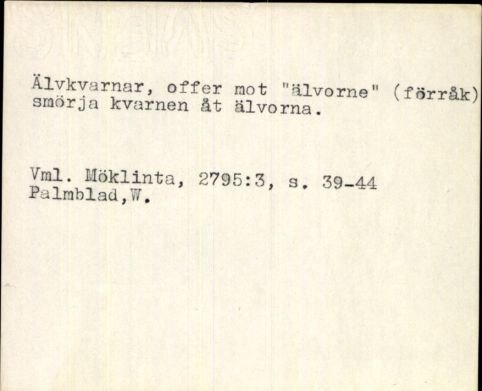 Älvkvarnar, offer mot "älvorne" (förråk)
smörja kvarnen åt älvorna.
Vml. Möklinta, 2795:3, s. 39-44
Palmblad,W.